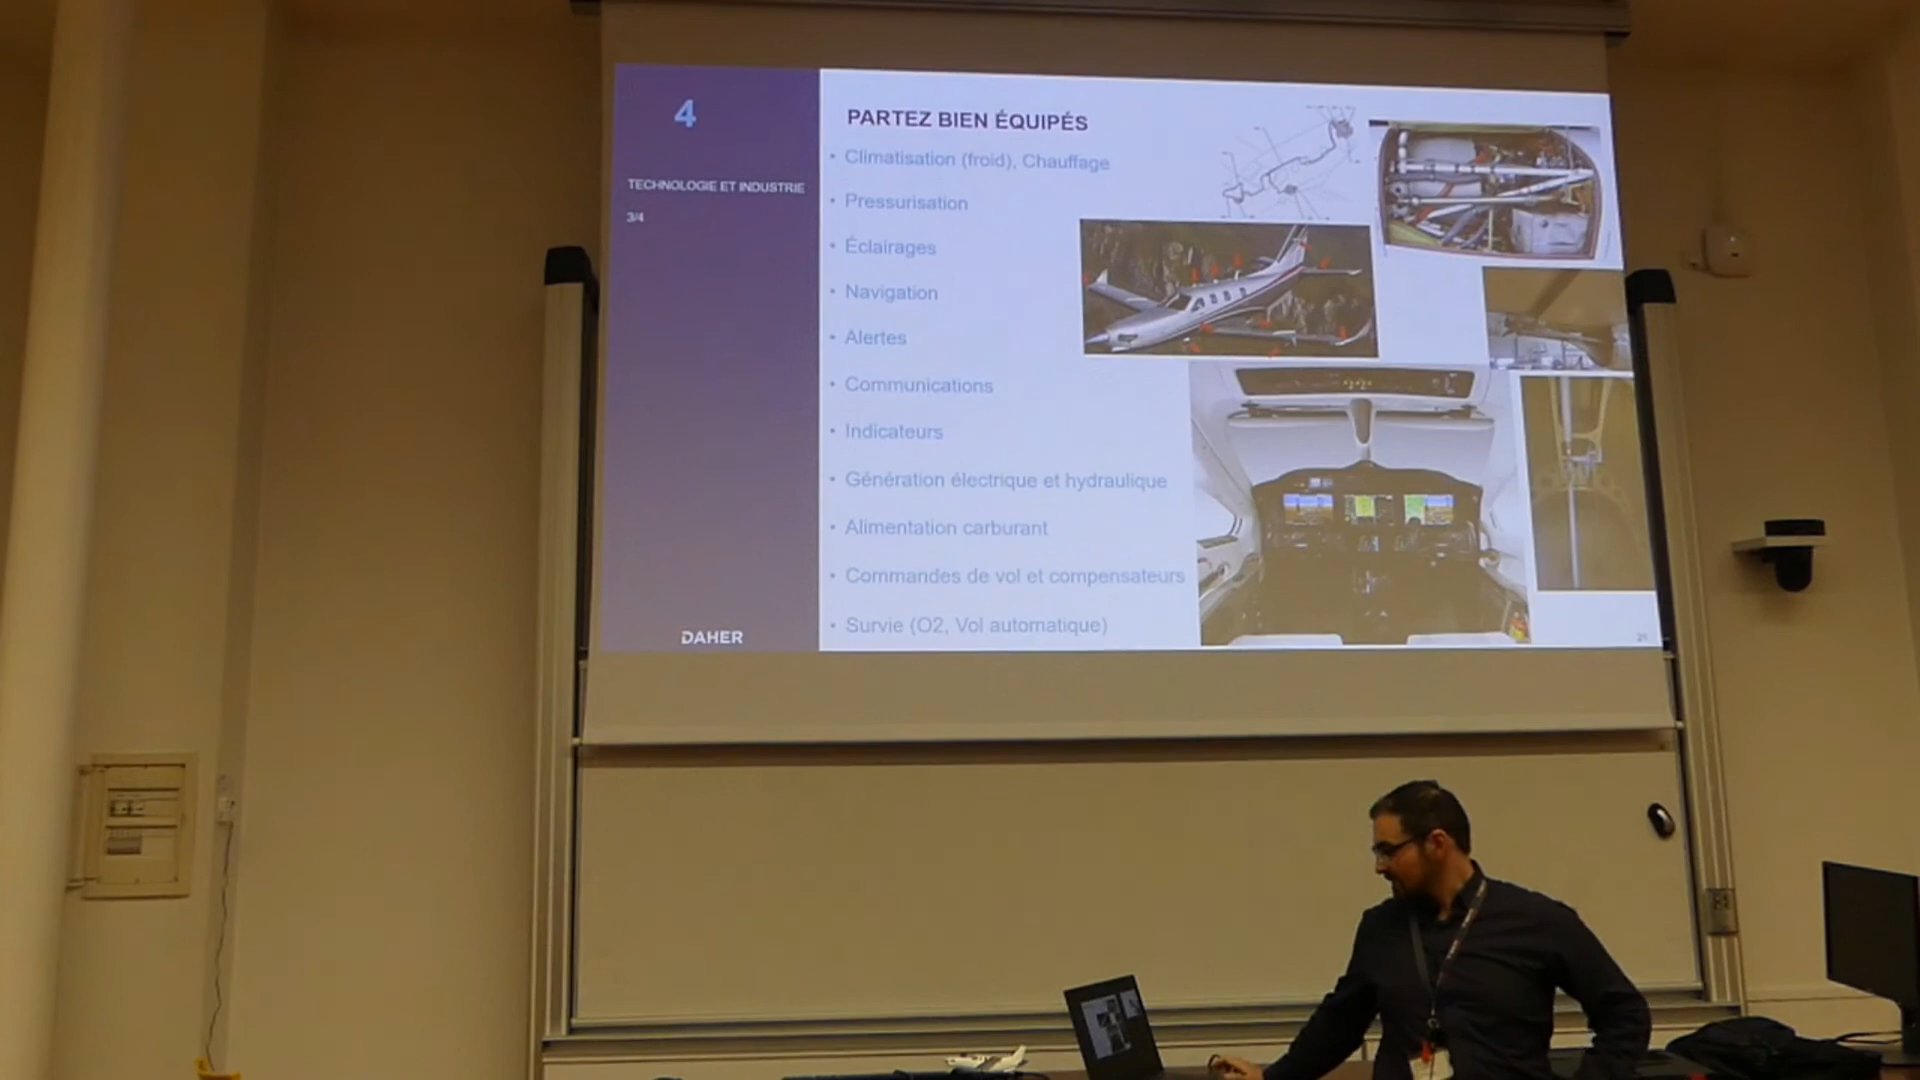 4
TECHNOLOGIE ET INDUSTRIE
3/4
DAHER
PARTEZ BIEN ÉQUIPÉS
• Climatisation (froid), Chauffage
• Pressurisation
• Éclairages
• Navigation
• Alertes
• Communications
• Indicateurs
• Génération électrique et hydraulique
• Alimentation carburant
• Commandes de vol et compensateurs
• Survie (O2, Vol automatique)